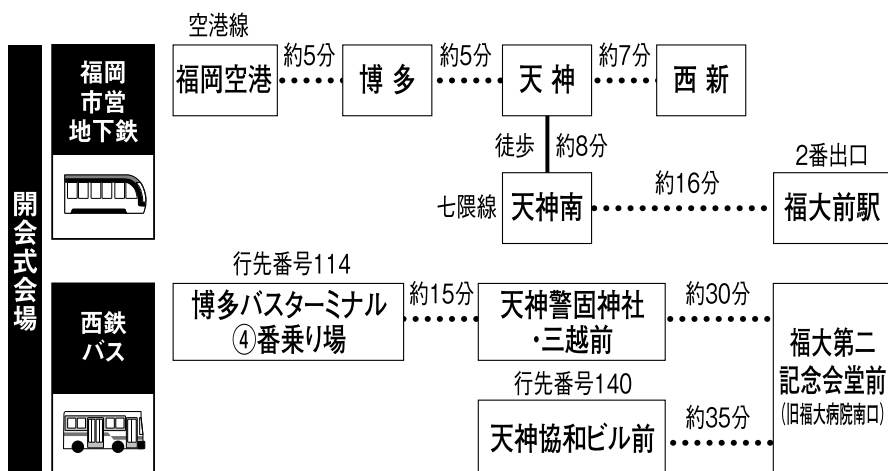 開会式会場
福岡
市営
地下鉄
空港線
福岡空港
約5分
博多
約5分
天神
約7分
西新
徒歩
約8分
七隈線
天神南
約16分
2番出口
福大前駅
西鉄
バス
行先番号114
博多バスターミナル
④番乗り場
約15分
天神警固神社
・三越前
約30分
行先番号140
天神協和ビル前
約35分
福大第二
記念会堂前
(旧福大病院南口)